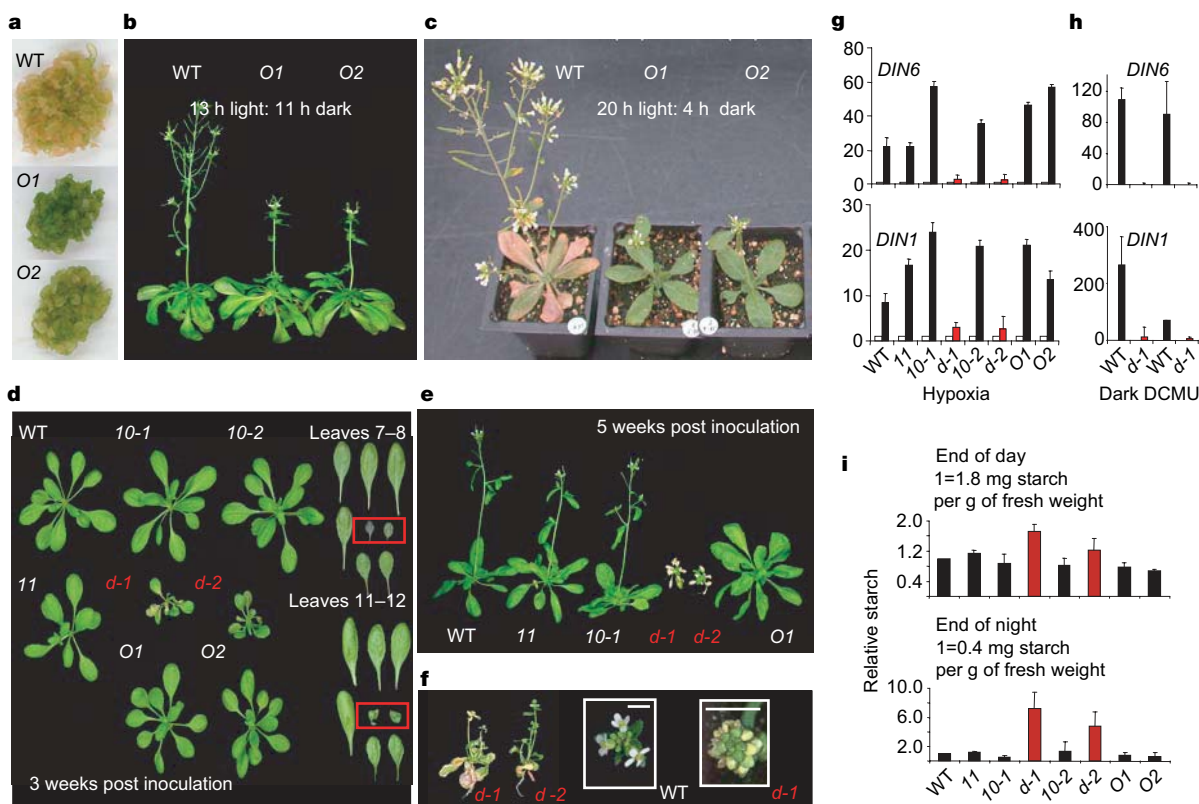 a
WT
O1
O2
b
WT O1 O2
13 h light: 11 h dark
c
WT O1 O2
20 h light: 4 h dark
d
WT 10-1 10-2 Leaves 7–8
11 d-1 d-2
Leaves 11–12
O1 O2
3 weeks post inoculation
e
5 weeks post inoculation
WT 11 10-1 d-1 d-2 O1
f
d-1 d-2 WT d-1
g
DIN6
60
40
20
0
DIN1
30
20
10
0
WT 11 10-1 d-1 10-2 d-2 O1 O2
Hypoxia
h
DIN6
120
80
40
0
DIN1
400
200
0
WT d-1 WT d-1
Dark DCMU
i
End of day
1=1.8 mg starch
per g of fresh weight
2.0
1.2
0.4
End of night
1=0.4 mg starch
per g of fresh weight
10.0
6.0
2.0
Relative starch
WT 11 10-1 d-1 10-2 d-2 O1 O2